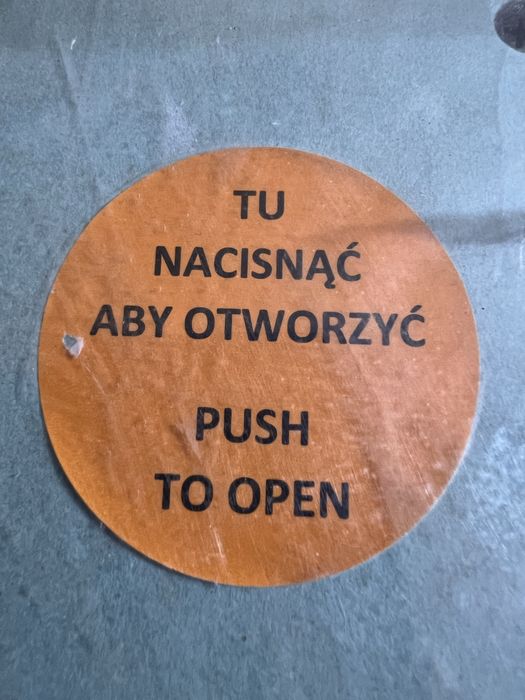 TU
NACISNĄĆ
ABY OTWORZYĆ
PUSH
TO OPEN